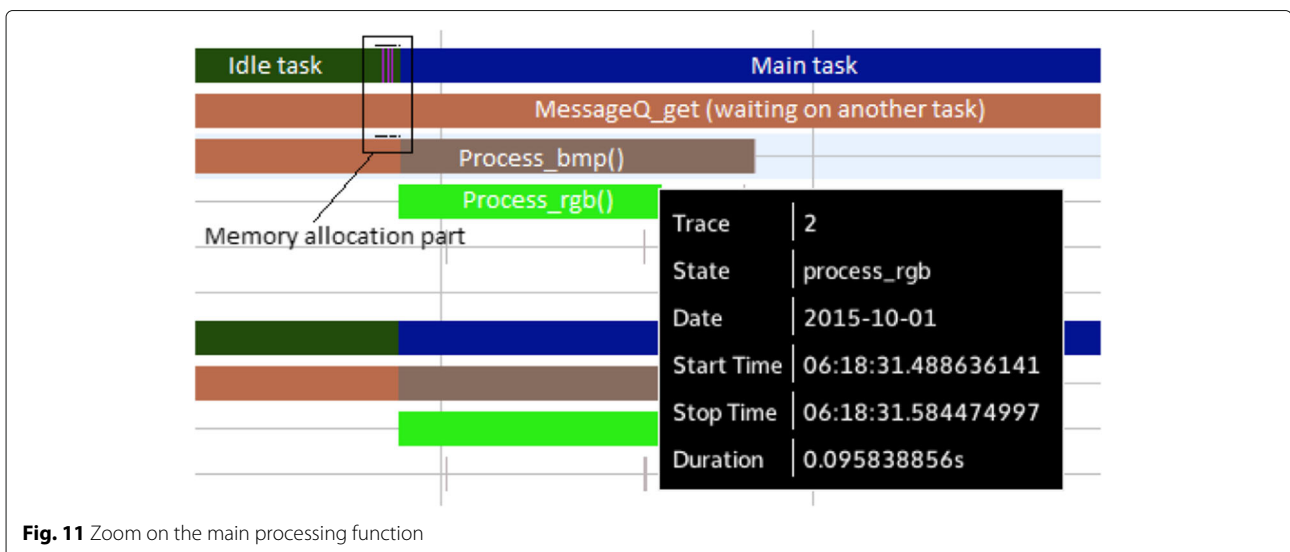 Idle task
Main task
MessageQ_get (waiting on another task)
Process_bmp()
Process_rgb()
Memory allocation part
Trace 2
State process_rgb
Date 2015-10-01
Start Time 06:18:31.488636141
Stop Time 06:18:31.584474997
Duration 0.095838856s
Fig. 11 Zoom on the main processing function